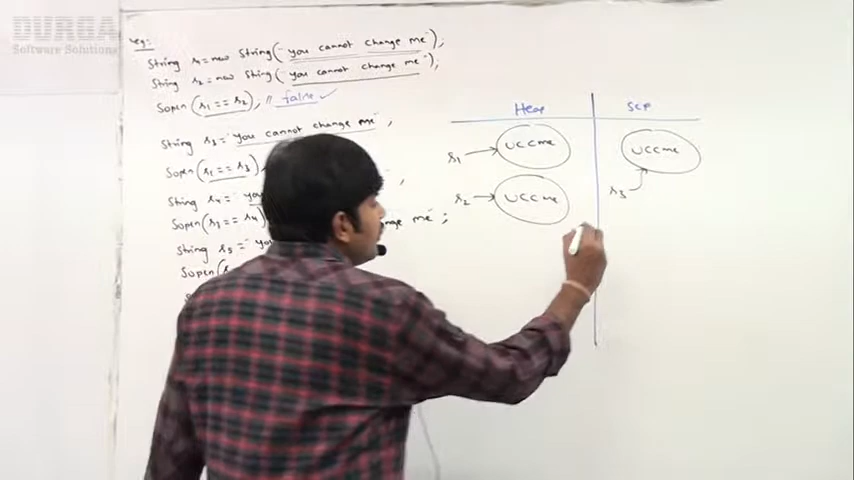 DURGA
Software Solutions
eg:
String s1 = new String("you cannot change me");
String s2 = new String("you cannot change me");
Sopln (s1 == s2); // false ✓
String s3 = "you cannot change me";
Sopln (s1 == s3)
String s4 = "you
Sopln (s3 == s4) nge me";
String s5 = "yo
Sopln (
Heap SCP
s1 → UCCme UCCme
s2 → UCCme s3